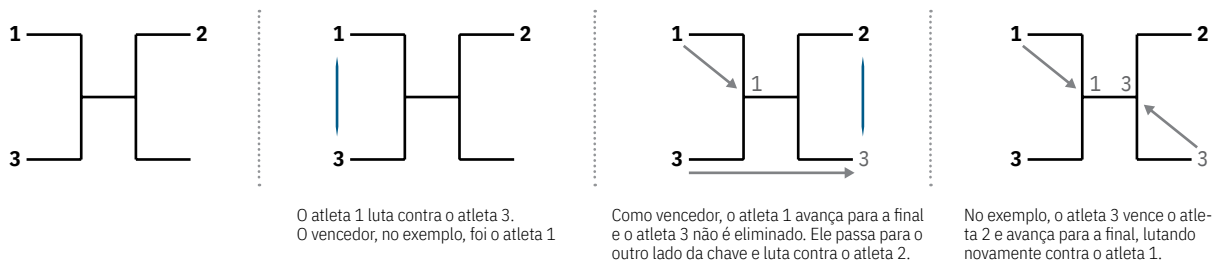 1 2
3
1 2
3
1 2
1
3 3
1 2
1 3
3 3
O atleta 1 luta contra o atleta 3.
O vencedor, no exemplo, foi o atleta 1
Como vencedor, o atleta 1 avança para a final
e o atleta 3 não é eliminado. Ele passa para o
outro lado da chave e luta contra o atleta 2.
No exemplo, o atleta 3 vence o atle-
ta 2 e avança para a final, lutando
novamente contra o atleta 1.